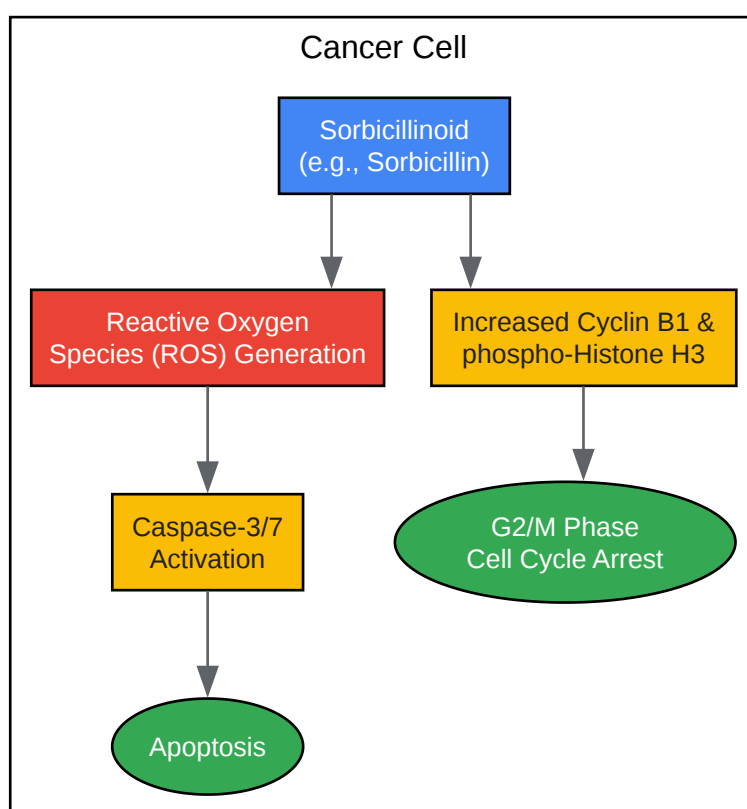 Cancer Cell
Sorbicillinoid
(e.g., Sorbicillin)
Reactive Oxygen
Species (ROS) Generation
Increased Cyclin B1 &
phospho-Histone H3
Caspase-3/7
Activation
G2/M Phase
Cell Cycle Arrest
Apoptosis